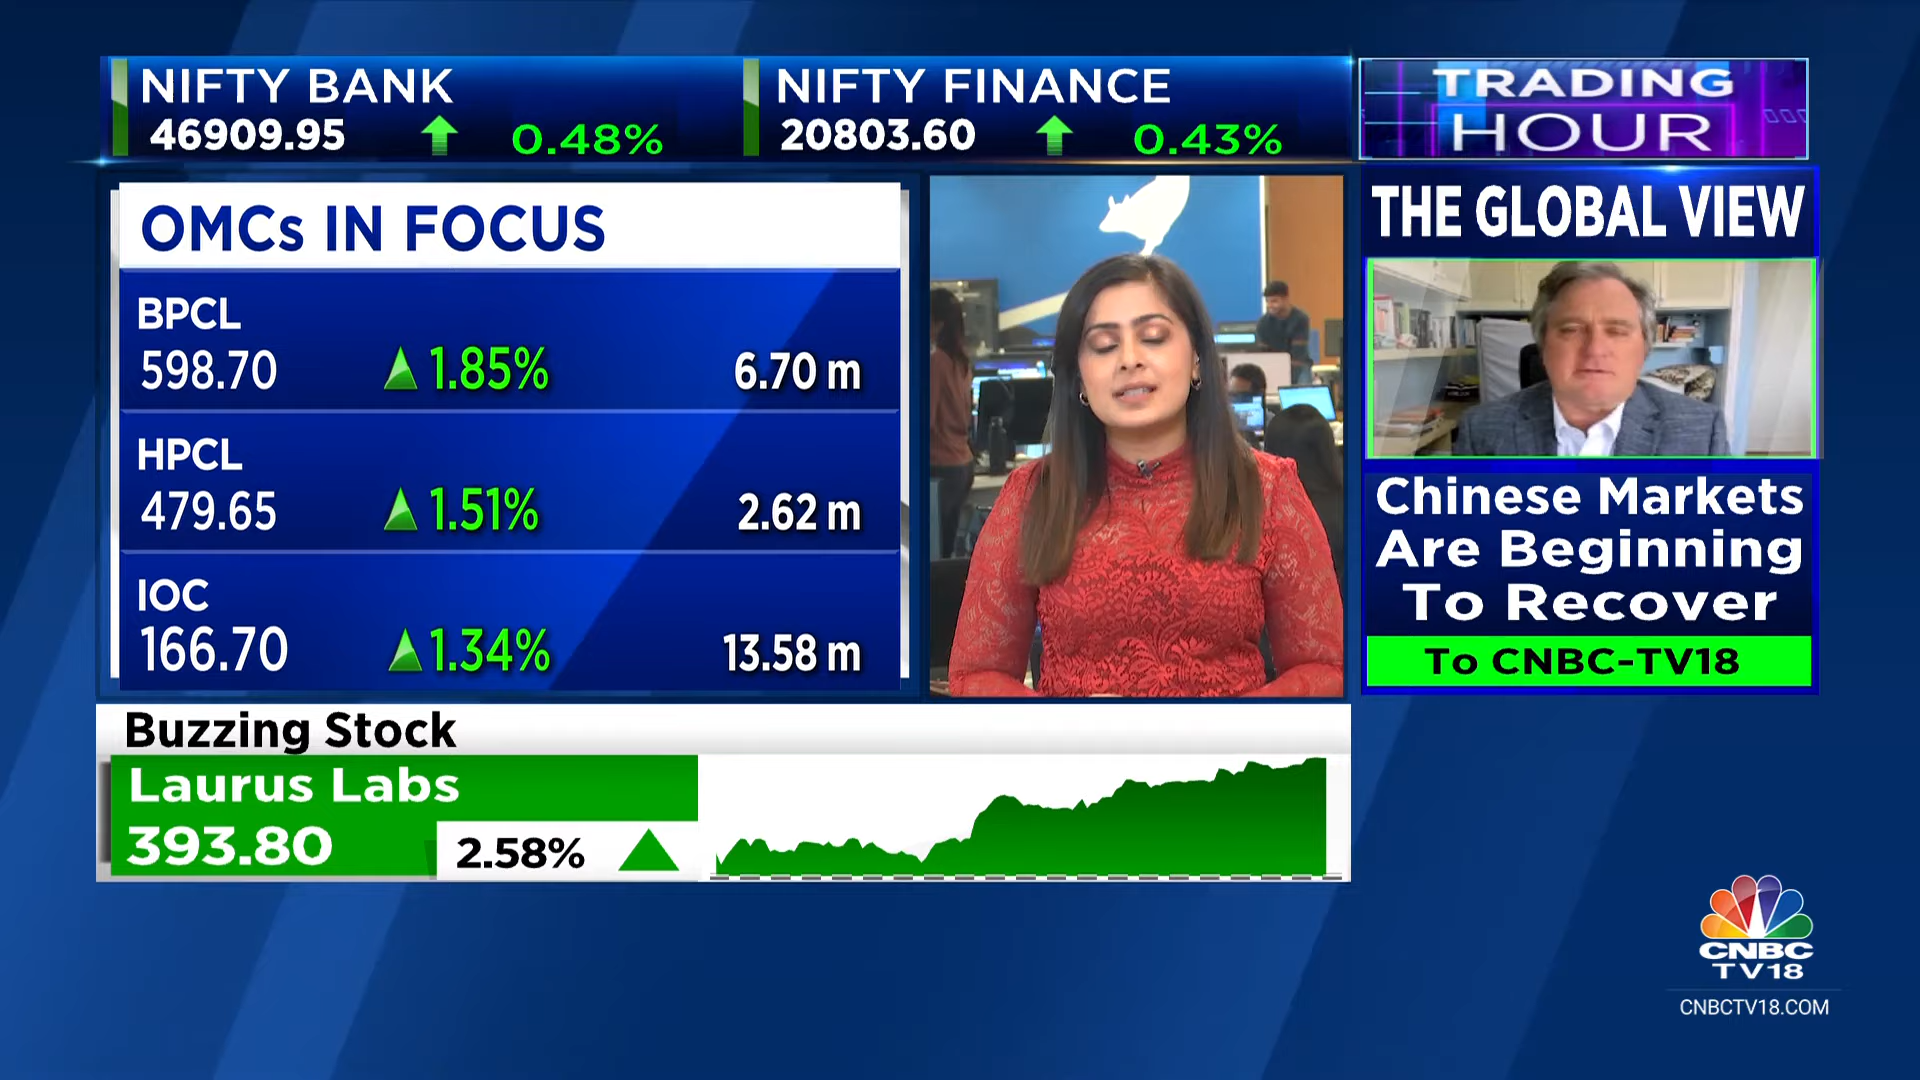 NIFTY BANK
46909.95 0.48%
NIFTY FINANCE
20803.60 0.43%
TRADING
HOUR
OMCs IN FOCUS
BPCL
598.70 1.85% 6.70 m
HPCL
479.65 1.51% 2.62 m
IOC
166.70 1.34% 13.58 m
THE GLOBAL VIEW
Chinese Markets
Are Beginning
To Recover
To CNBC-TV18
Buzzing Stock
Laurus Labs
393.80
2.58%
CNBC
TV18
CNBCTV18.COM